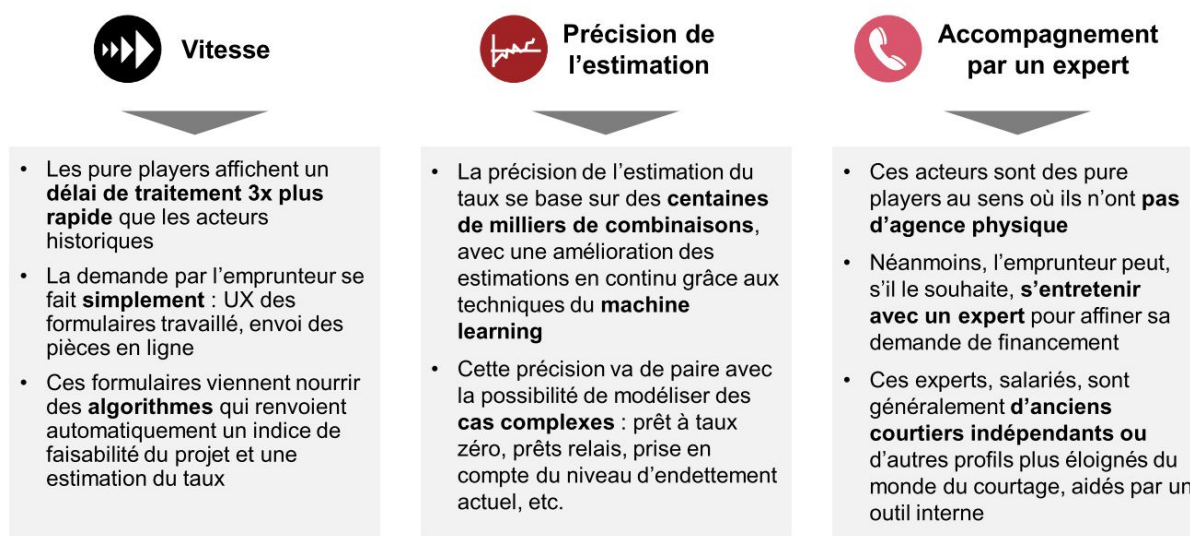 Vitesse
• Les pure players affichent un
délai de traitement 3x plus
rapide que les acteurs
historiques
• La demande par l'emprunteur se
fait simplement : UX des
formulaires travaillé, envoi des
pièces en ligne
• Ces formulaires viennent nourrir
des algorithmes qui renvoient
automatiquement un indice de
faisabilité du projet et une
estimation du taux
Précision de
l'estimation
• La précision de l'estimation du
taux se base sur des centaines
de milliers de combinaisons,
avec une amélioration des
estimations en continu grâce aux
techniques du machine
learning
• Cette précision va de paire avec
la possibilité de modéliser des
cas complexes : prêt à taux
zéro, prêts relais, prise en
compte du niveau d'endettement
actuel, etc.
Accompagnement
par un expert
• Ces acteurs sont des pure
players au sens où ils n'ont pas
d'agence physique
• Néanmoins, l'emprunteur peut,
s'il le souhaite, s'entretenir
avec un expert pour affiner sa
demande de financement
• Ces experts, salariés, sont
généralement d'anciens
courtiers indépendants ou
d'autres profils plus éloignés du
monde du courtage, aidés par un
outil interne